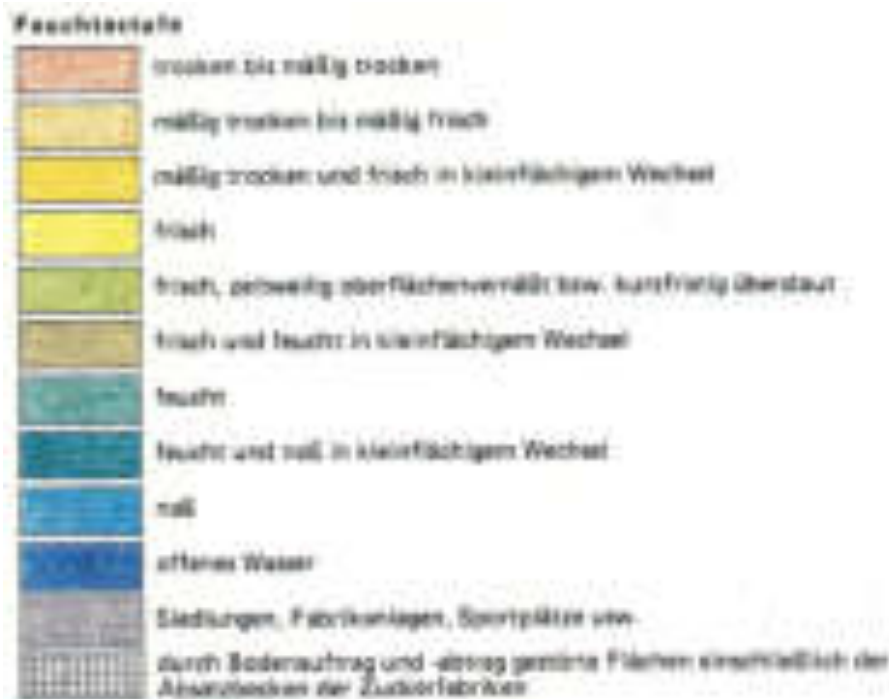 Feuchtestufe
trocken bis mäßig trocken
mäßig trocken bis mäßig frisch
mäßig trocken und frisch in kleinflächigem Wechsel
frisch
frisch, zeitweilig oberflächenvernäßt bzw. kurzfristig überstaut
frisch und feucht in kleinflächigem Wechsel
feucht
feucht und naß in kleinflächigem Wechsel
naß
offenes Wasser
Siedlungen, Fabrikanlagen, Sportplätze usw.
durch Bodenauftrag und -abtrag gestörte Flächen einschließlich der
Absetzbecken der Zuckerfabriken